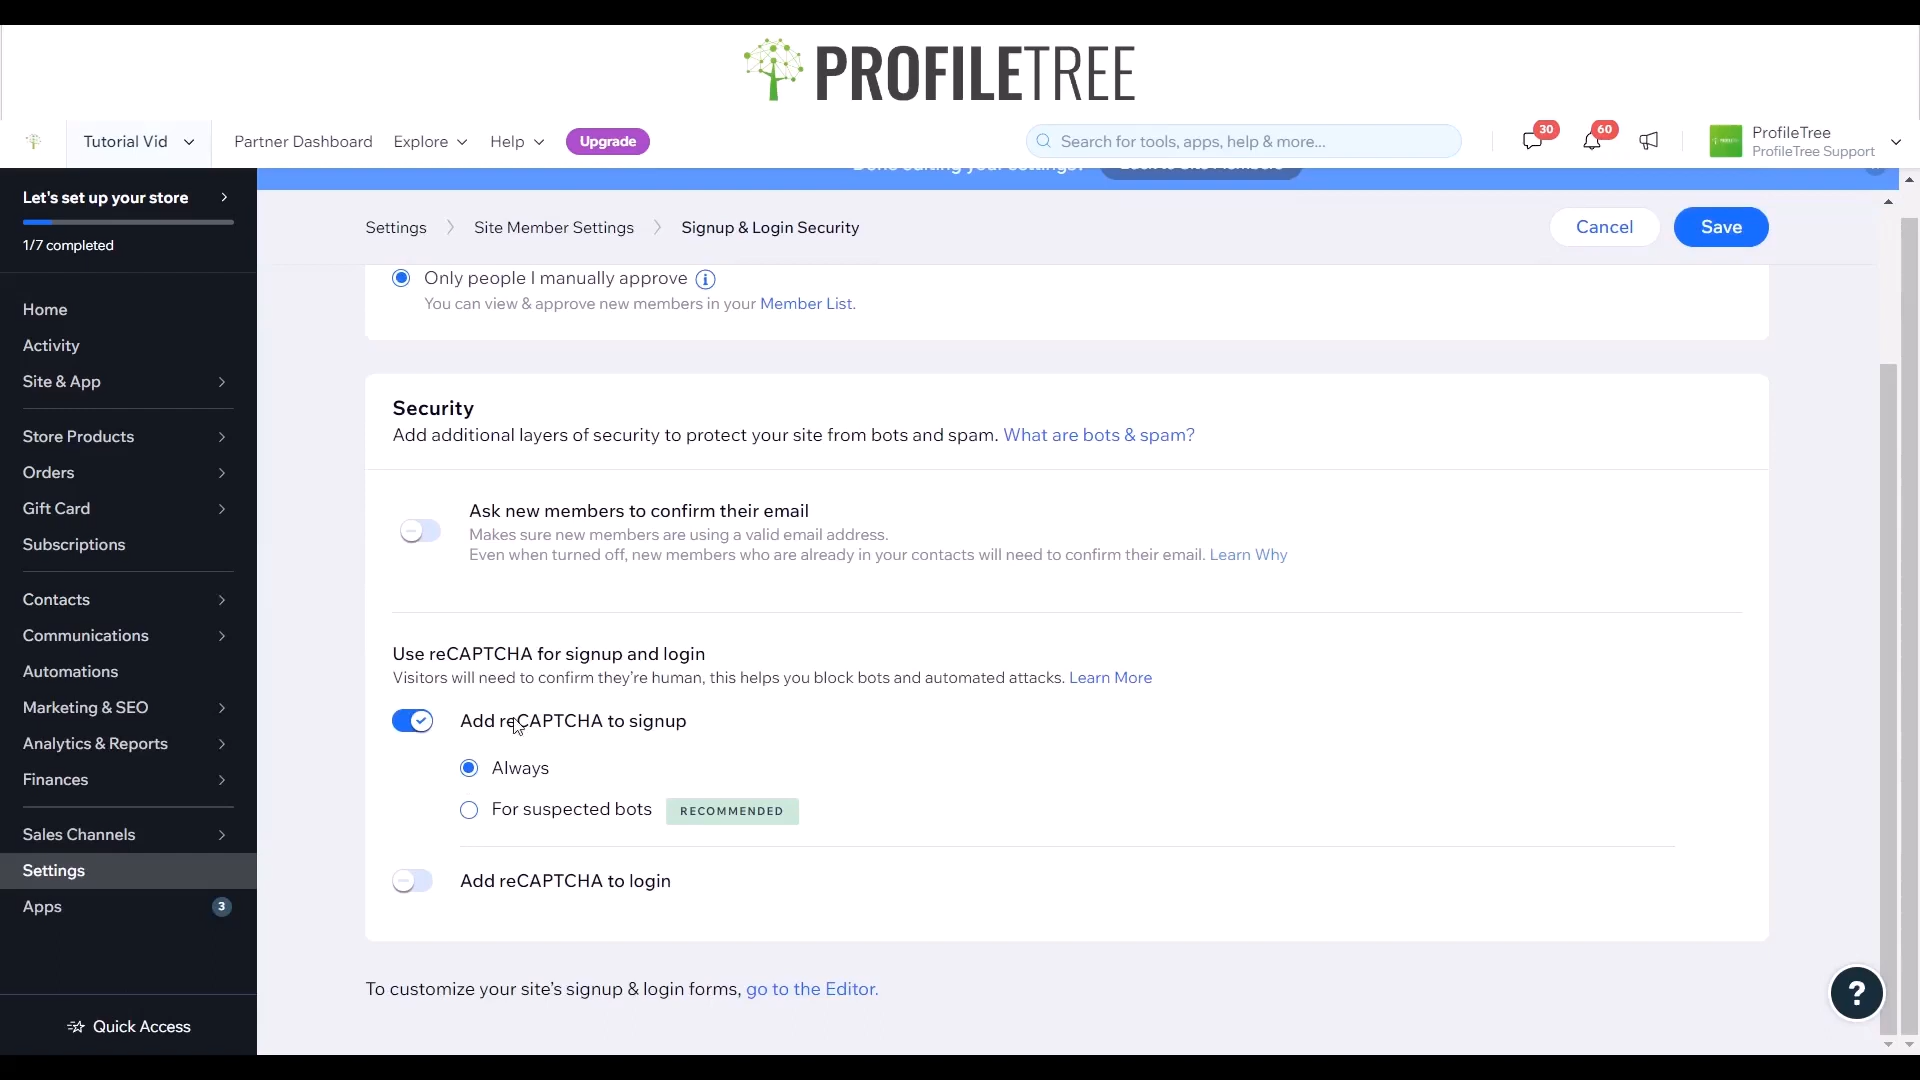 PROFILETREE
Tutorial Vid
Partner Dashboard
Explore
Help
Upgrade
Search for tools, apps, help & more...
30
60
ProfileTree
ProfileTree Support
Let's set up your store
1/7 completed
Home
Activity
Site & App
Store Products
Orders
Gift Card
Subscriptions
Contacts
Communications
Automations
Marketing & SEO
Analytics & Reports
Finances
Sales Channels
Settings
Apps
3
Quick Access
Settings
Site Member Settings
Signup & Login Security
Cancel
Save
Only people I manually approve
You can view & approve new members in your Member List.
Security
Add additional layers of security to protect your site from bots and spam. What are bots & spam?
Ask new members to confirm their email
Makes sure new members are using a valid email address.
Even when turned off, new members who are already in your contacts will need to confirm their email. Learn Why
Use reCAPTCHA for signup and login
Visitors will need to confirm they're human, this helps you block bots and automated attacks. Learn More
Add reCAPTCHA to signup
Always
For suspected bots
RECOMMENDED
Add reCAPTCHA to login
To customize your site's signup & login forms, go to the Editor.
?